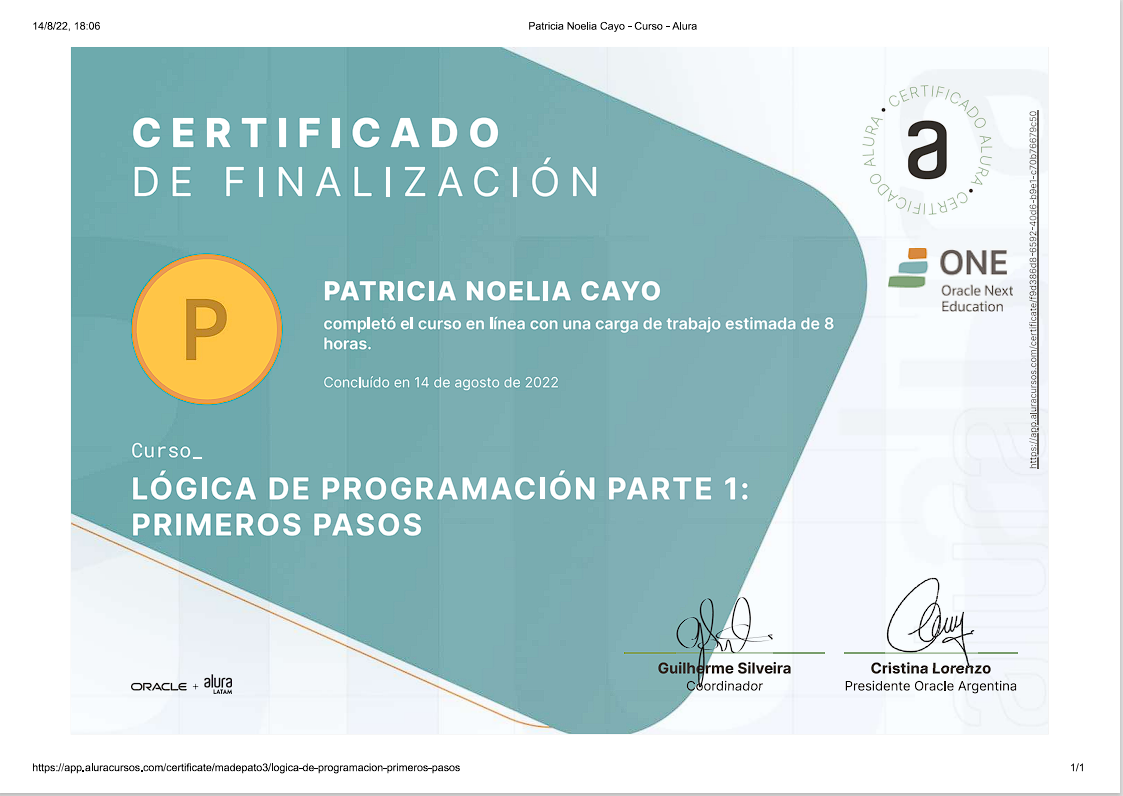 14/8/22, 18:06
Patricia Noelia Cayo - Curso - Alura
CERTIFICADO
DE FINALIZACIÓN
CERTIFICADO ALURA • CERTIFICADO ALURA •
a
https://app.aluracursos.com/certificate/f9d386d8-6592-40d6-b9e1-c70b76679c50
ONE
Oracle Next
Education
P
PATRICIA NOELIA CAYO
completó el curso en línea con una carga de trabajo estimada de 8
horas.
Concluído en 14 de agosto de 2022
Curso_
LÓGICA DE PROGRAMACIÓN PARTE 1:
PRIMEROS PASOS
Guilherme Silveira
Coordinador
Cristina Lorenzo
Presidente Oracle Argentina
ORACLE + alura
LATAM
https://app.aluracursos.com/certificate/madepato3/logica-de-programacion-primeros-pasos
1/1